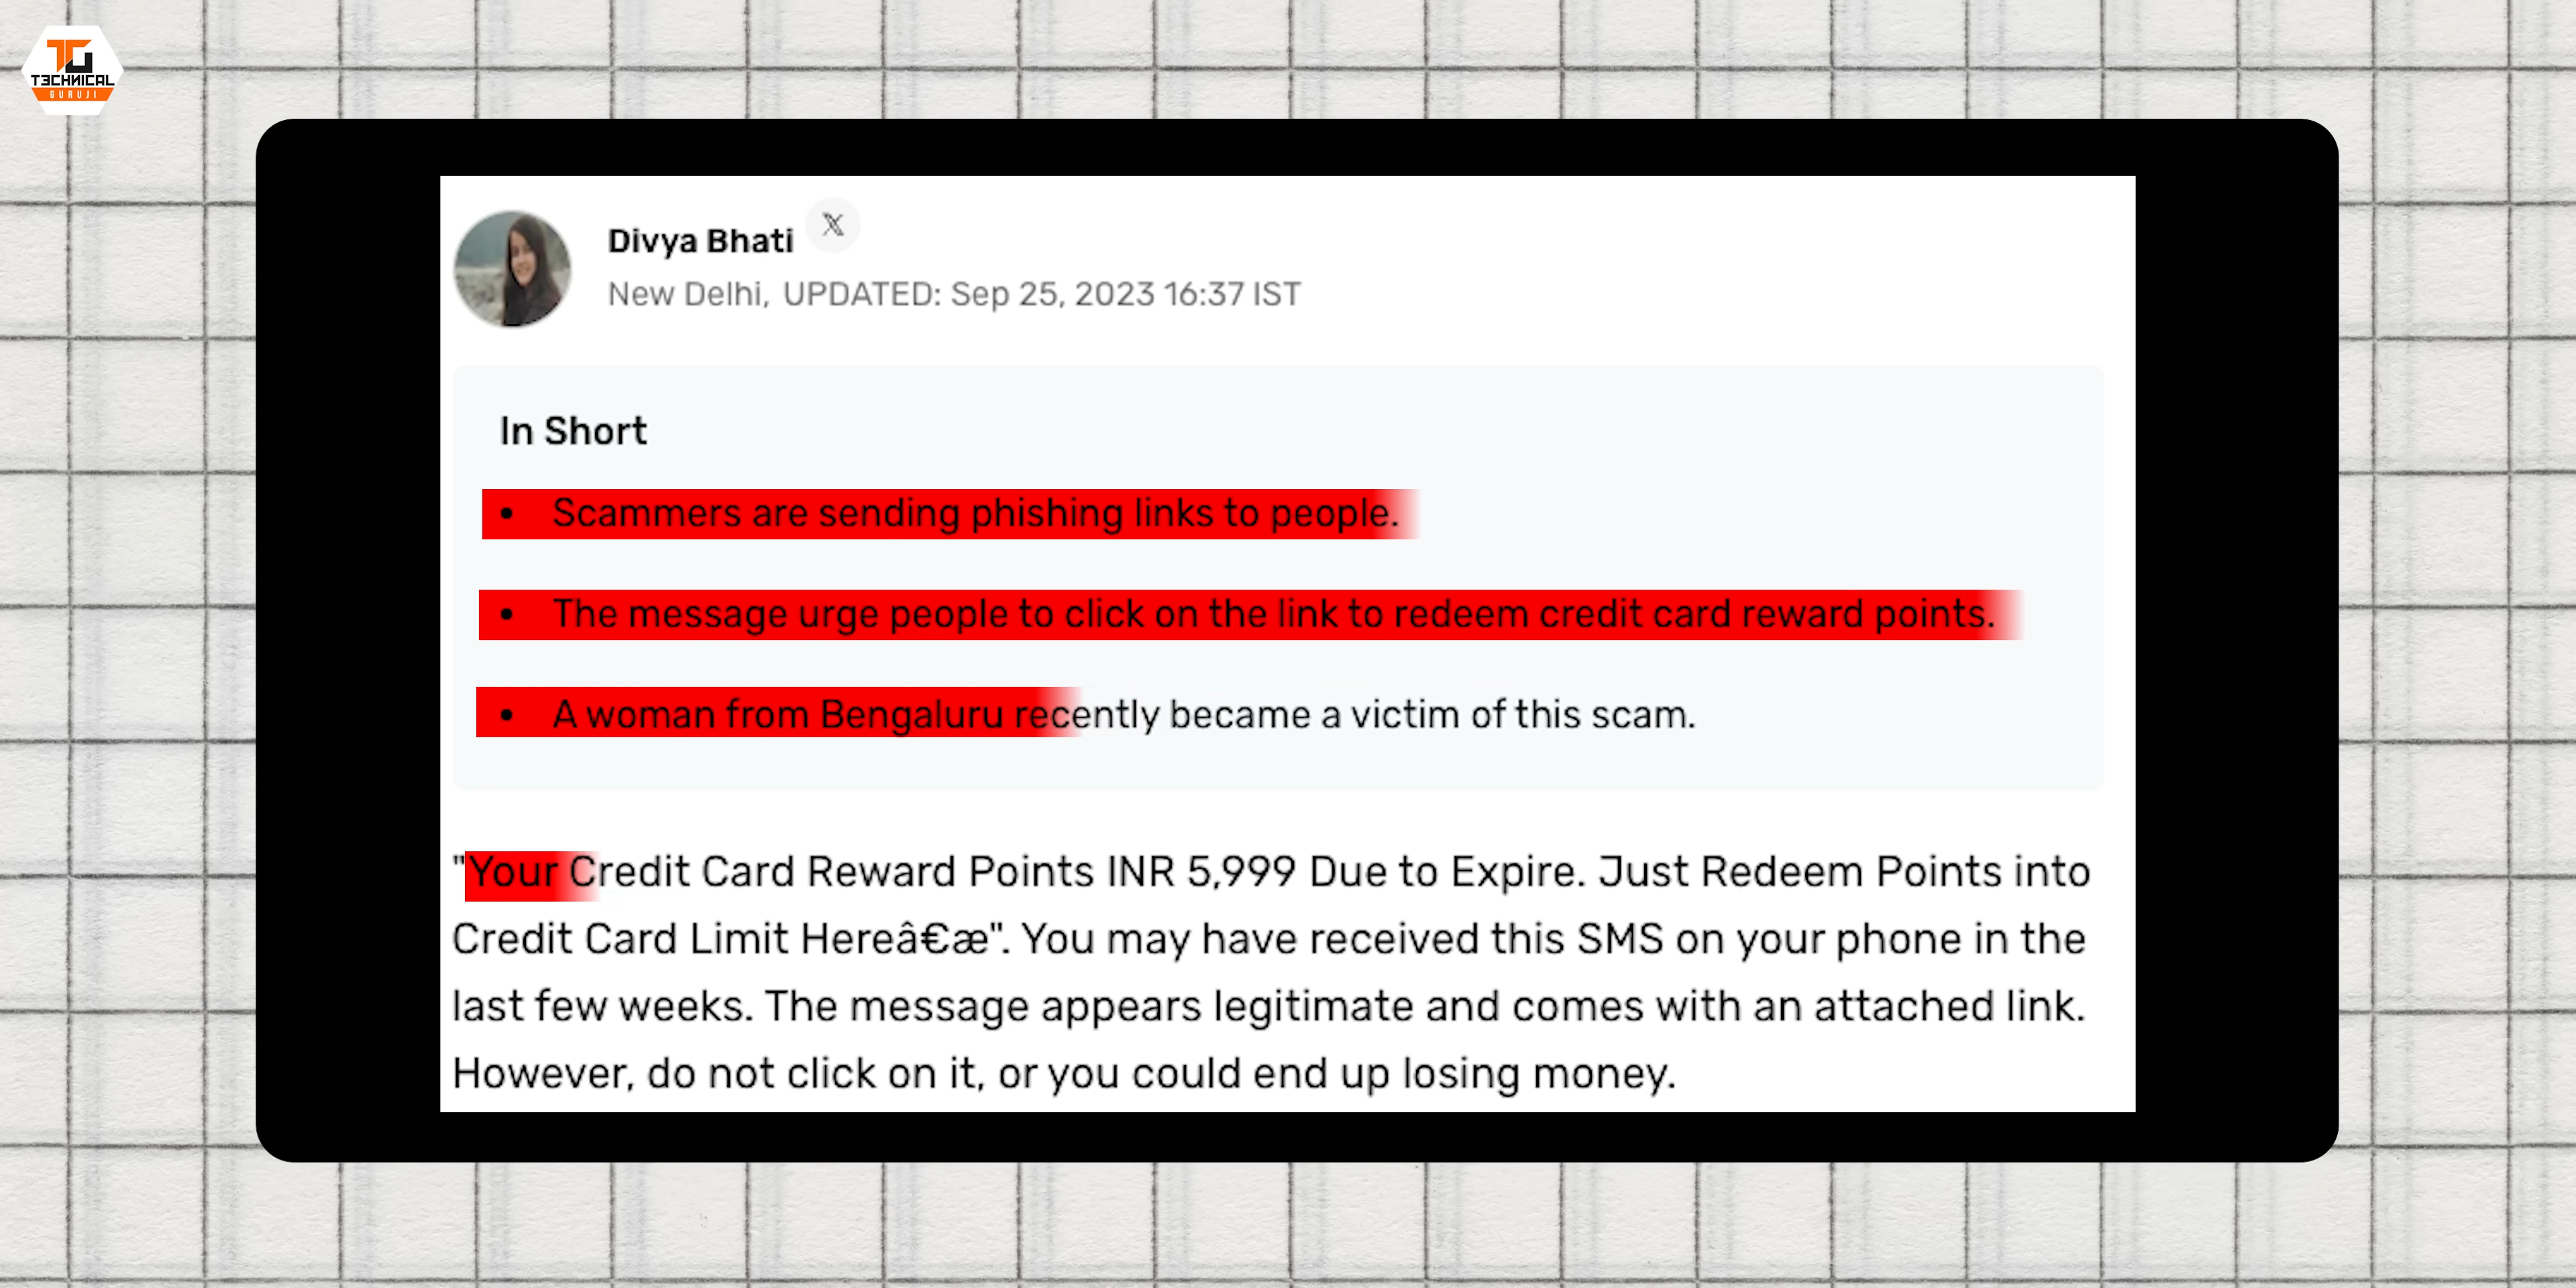 TECHNICAL
GURUJI
Divya Bhati
New Delhi, UPDATED: Sep 25, 2023 16:37 IST
In Short
• Scammers are sending phishing links to people.
• The message urge people to click on the link to redeem credit card reward points.
• A woman from Bengaluru recently became a victim of this scam.
"Your Credit Card Reward Points INR 5,999 Due to Expire. Just Redeem Points into
Credit Card Limit Hereâ€æ". You may have received this SMS on your phone in the
last few weeks. The message appears legitimate and comes with an attached link.
However, do not click on it, or you could end up losing money.